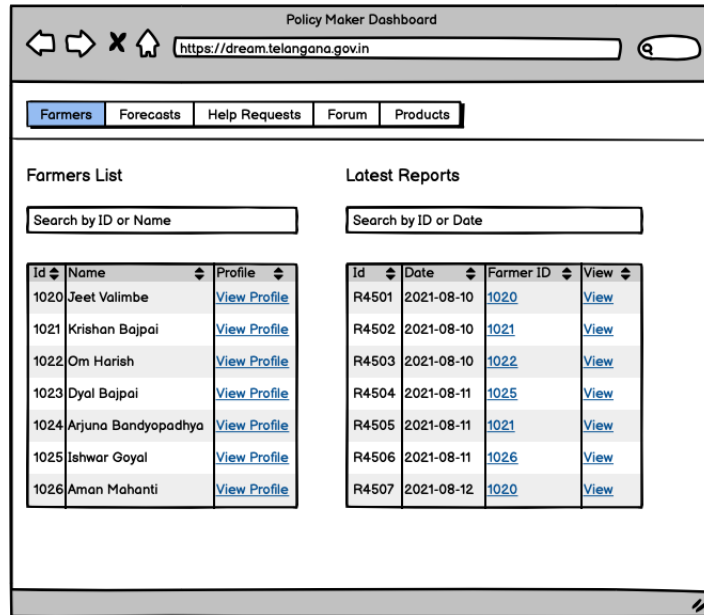 Policy Maker Dashboard
https://dream.telangana.gov.in
Farmers Forecasts Help Requests Forum Products
Farmers List
Search by ID or Name
Id Name Profile
1020 Jeet Valimbe View Profile
1021 Krishan Bajpai View Profile
1022 Om Harish View Profile
1023 Dyal Bajpai View Profile
1024 Arjuna Bandyopadhya View Profile
1025 Ishwar Goyal View Profile
1026 Aman Mahanti View Profile
Latest Reports
Search by ID or Date
Id Date Farmer ID View
R4501 2021-08-10 1020 View
R4502 2021-08-10 1021 View
R4503 2021-08-10 1022 View
R4504 2021-08-11 1025 View
R4505 2021-08-11 1021 View
R4506 2021-08-11 1026 View
R4507 2021-08-12 1020 View